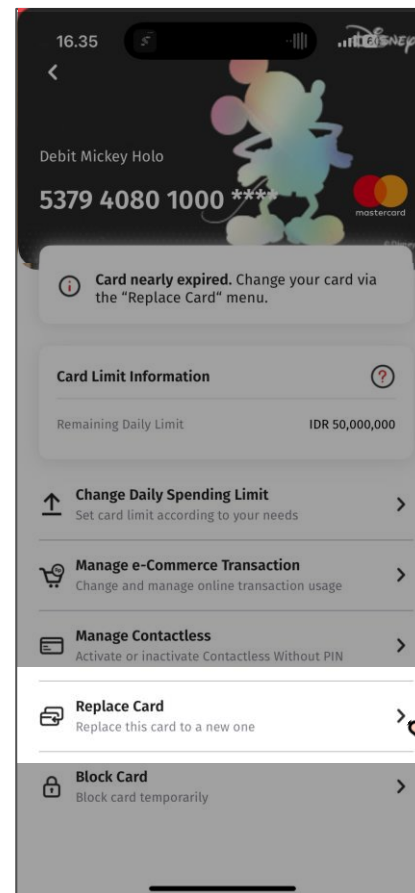 16.35
Disney
Debit Mickey Holo
5379 4080 1000 ****
mastercard
Card nearly expired. Change your card via
the “Replace Card“ menu.
Card Limit Information
Remaining Daily Limit IDR 50,000,000
Change Daily Spending Limit
Set card limit according to your needs
Manage e-Commerce Transaction
Change and manage online transaction usage
Manage Contactless
Activate or inactivate Contactless Without PIN
Replace Card
Replace this card to a new one
Block Card
Block card temporarily